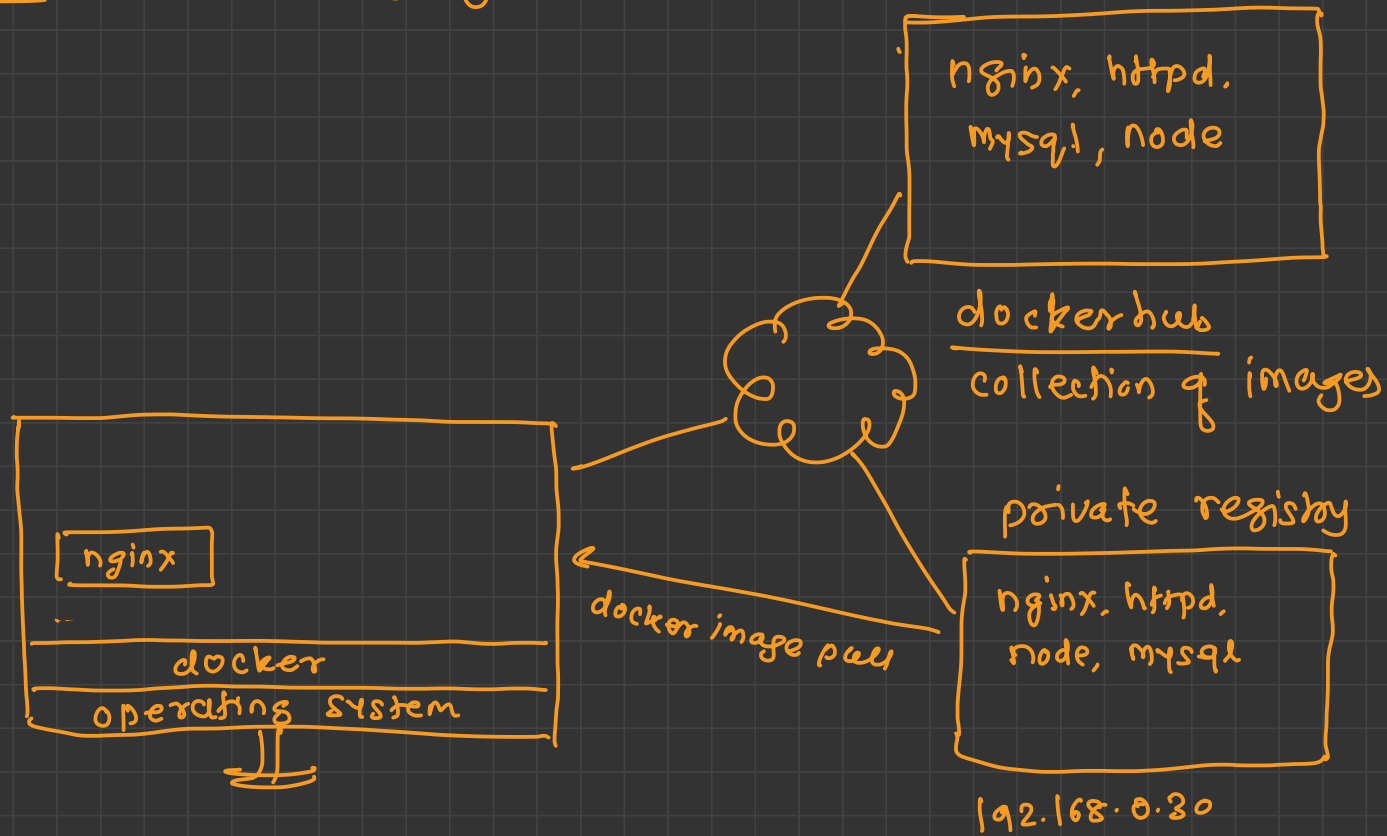 nginx, httpd.
mysql, node
dockerhub
collection of images
private registry
nginx, httpd,
node, mysql
192.168.0.30
docker image pull
nginx
docker
operating system